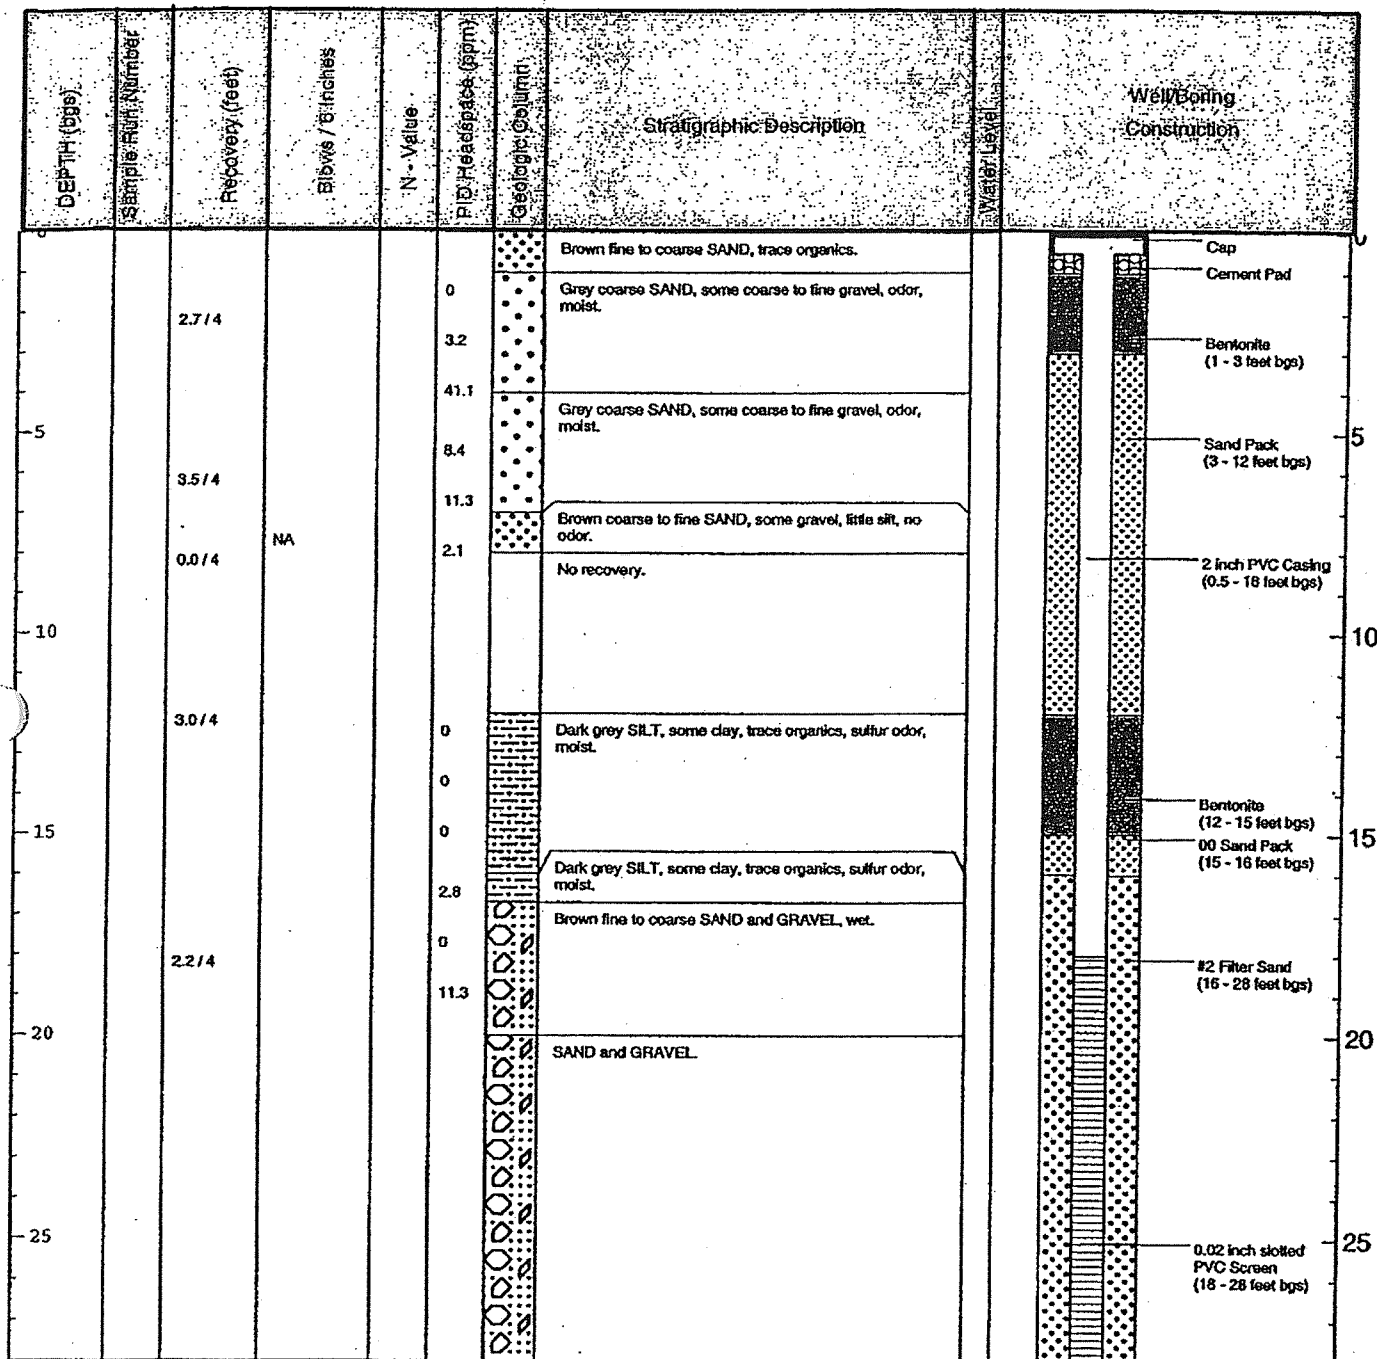 DEPTH (bgs)
Sample/Run Number
Recovery (feet)
Blows / 6 Inches
N - Value
PID Headspace (ppm)
Geologic Column
Stratigraphic Description
Water Level
Well/Boring
Construction
0
0
Brown fine to coarse SAND, trace organics.
Cap
Cement Pad
0
Grey coarse SAND, some coarse to fine gravel, odor,
moist.
2.7 / 4
3.2
Bentonite
(1 - 3 feet bgs)
41.1
Grey coarse SAND, some coarse to fine gravel, odor,
moist.
5
5
8.4
Sand Pack
(3 - 12 feet bgs)
3.5 / 4
11.3
Brown coarse to fine SAND, some gravel, little silt, no
odor.
NA
2.1
0.0 / 4
No recovery.
2 inch PVC Casing
(0.5 - 18 feet bgs)
10
10
3.0 / 4
0
Dark grey SILT, some clay, trace organics, sulfur odor,
moist.
0
Bentonite
(12 - 15 feet bgs)
15
0
15
00 Sand Pack
(15 - 16 feet bgs)
Dark grey SILT, some clay, trace organics, sulfur odor,
moist.
2.8
Brown fine to coarse SAND and GRAVEL, wet.
0
2.2 / 4
#2 Filter Sand
(16 - 28 feet bgs)
11.3
20
20
SAND and GRAVEL.
25
25
0.02 inch slotted
PVC Screen
(18 - 28 feet bgs)